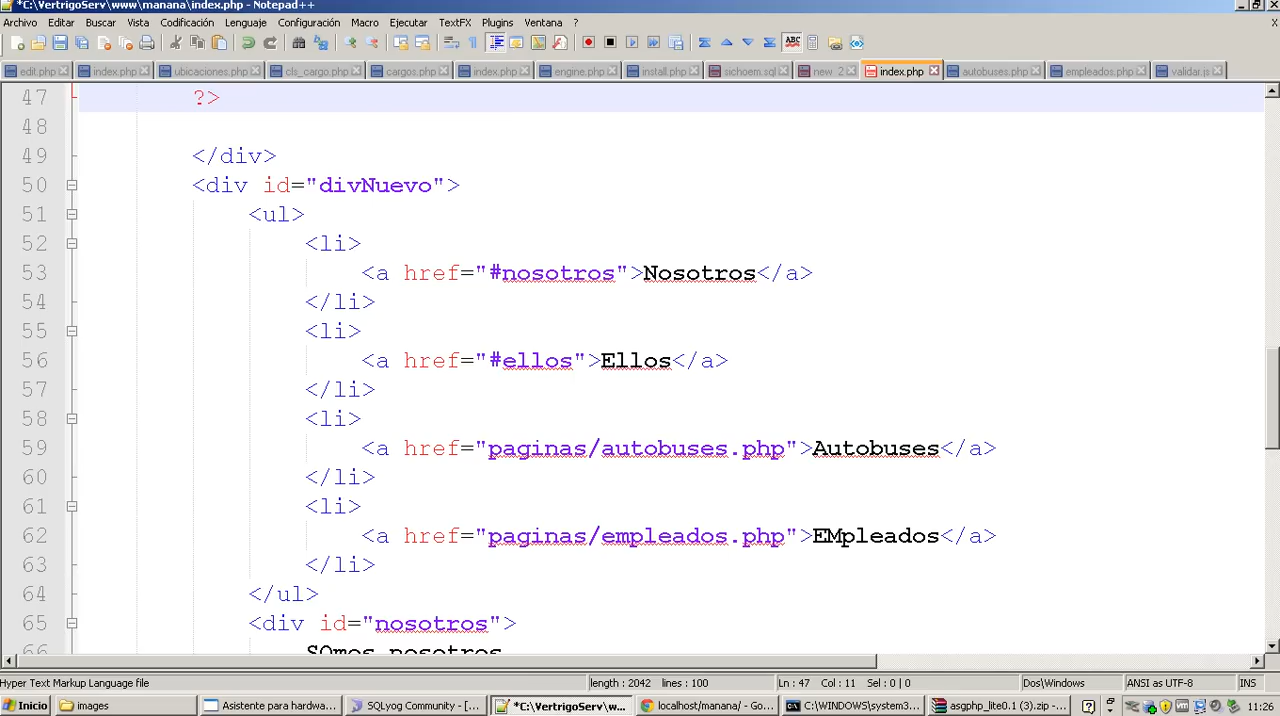 *C:\VertrigoServ\www\manana\index.php - Notepad++
Archivo Editar Buscar Vista Codificación Lenguaje Configuración Macro Ejecutar TextFX Plugins Ventana ?
edit.php index.php ubicaciones.php cls_cargo.php cargos.php index.php engine.php install.php sichoem.sql new 2 index.php autobuses.php empleados.php validar.js
47 ?>
48
49 </div>
50 <div id="divNuevo">
51 <ul>
52 <li>
53 <a href="#nosotros">Nosotros</a>
54 </li>
55 <li>
56 <a href="#ellos">Ellos</a>
57 </li>
58 <li>
59 <a href="paginas/autobuses.php">Autobuses</a>
60 </li>
61 <li>
62 <a href="paginas/empleados.php">EMpleados</a>
63 </li>
64 </ul>
65 <div id="nosotros">
66 SOmos nosotros
Hyper Text Markup Language file length : 2042 lines : 100 Ln : 47 Col : 11 Sel : 0 | 0 Dos\Windows ANSI as UTF-8 INS
Inicio images Asistente para hardwa... SQLyog Community - [... *C:\VertrigoServ\ww... localhost/manana/ - Go... C:\WINDOWS\system3... asgphp_lite0.1 (3).zip -... 11:26